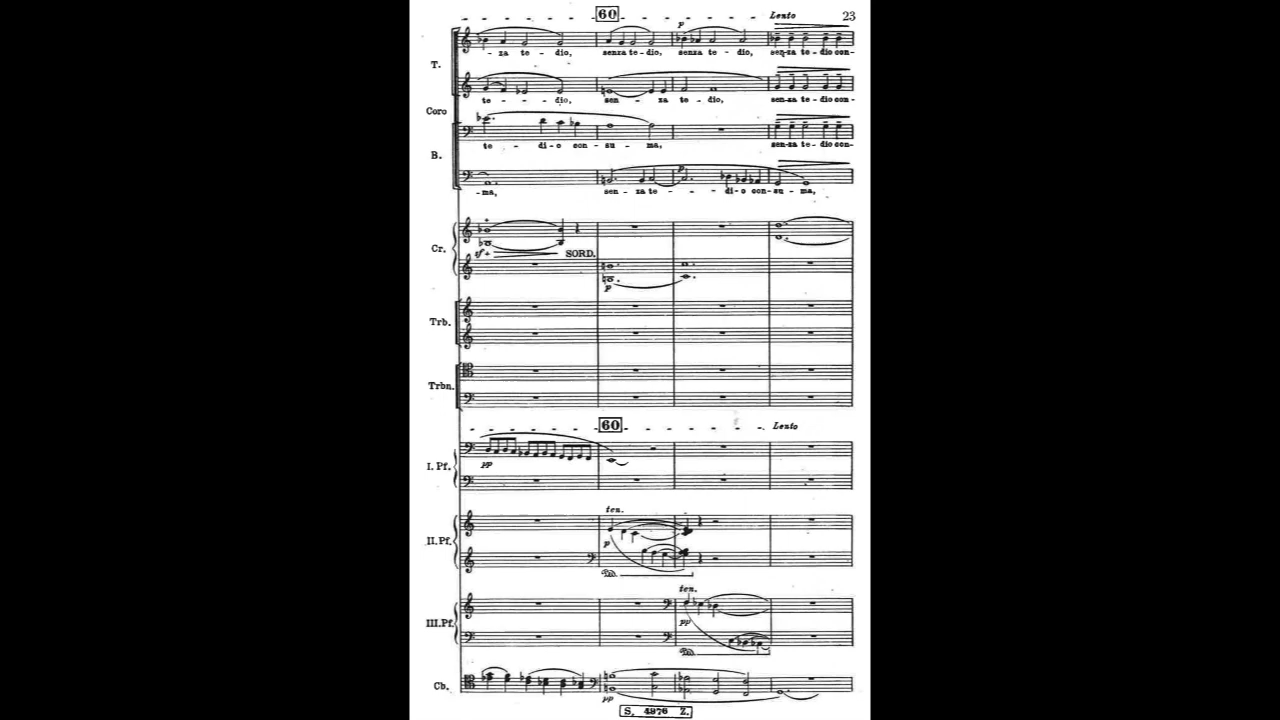 60 Lento 23
p
T.
-za te-dio, senza te-dio, senza te-dio, sen-za te-dio con-
te - - - dio, sen - - za te-dio, sen-za te-dio con-
Coro
te - - di-o con-su-ma, sen-za te-dio con-
B.
p
-ma, sen-za te - - - di-o con-su-ma,
Cr.
sf SORD.
p
Trb.
Trbn.
60 Lento
I. Pf.
pp
ten.
II. Pf.
p
ten.
III. Pf.
pp
Cb.
pp
S. 4976 Z.